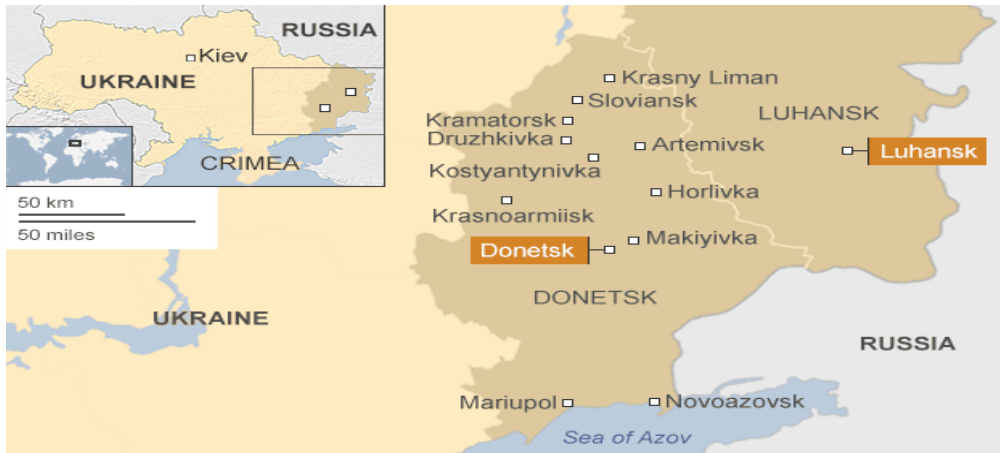 RUSSIA
Kiev
UKRAINE
CRIMEA
50 km
50 miles
Krasny Liman
Sloviansk
LUHANSK
Kramatorsk
Druzhkivka
Artemivsk
Luhansk
Kostyantynivka
Horlivka
Krasnoarmiisk
Makiyivka
Donetsk
DONETSK
UKRAINE
RUSSIA
Mariupol
Novoazovsk
Sea of Azov